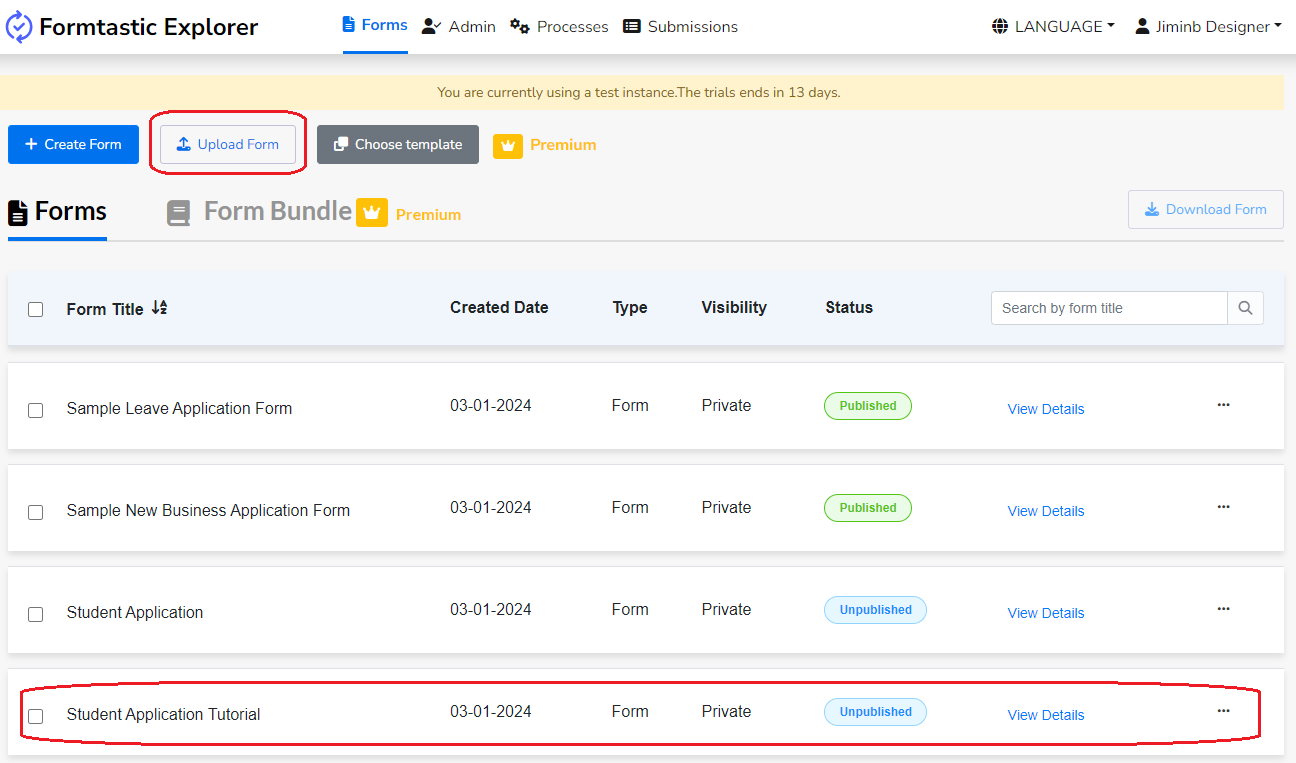 Formtastic Explorer Forms Admin Processes Submissions LANGUAGE Jiminb Designer
You are currently using a test instance.The trials ends in 13 days.
+ Create Form Upload Form Choose template Premium
Forms Form Bundle Premium Download Form
Form Title Created Date Type Visibility Status Search by form title
Sample Leave Application Form 03-01-2024 Form Private Published View Details ...
Sample New Business Application Form 03-01-2024 Form Private Published View Details ...
Student Application 03-01-2024 Form Private Unpublished View Details ...
Student Application Tutorial 03-01-2024 Form Private Unpublished View Details ...